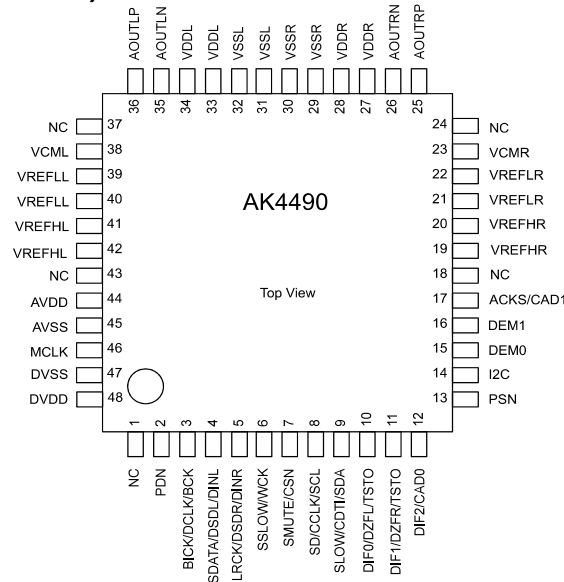 AOUTLP
AOUTLN
VDDL
VDDL
VSSL
VSSL
VSSR
VSSR
VDDR
VDDR
AOUTRN
AOUTRP
36 35 34 33 32 31 30 29 28 27 26 25
NC 37
VCML 38
VREFLL 39
VREFLL 40
VREFHL 41
VREFHL 42
NC 43
AVDD 44
AVSS 45
MCLK 46
DVSS 47
DVDD 48
AK4490
Top View
24 NC
23 VCMR
22 VREFLR
21 VREFLR
20 VREFHR
19 VREFHR
18 NC
17 ACKS/CAD1
16 DEM1
15 DEM0
14 I2C
13 PSN
1 2 3 4 5 6 7 8 9 10 11 12
NC
PDN
BICK/DCLK/BCK
SDATA/DSDL/DINL
LRCK/DSDR/DINR
SSLOW/WCK
SMUTE/CSN
SD/CCLK/SCL
SLOW/CDTI/SDA
DIF0/DZFL/TSTO
DIF1/DZFR/TSTO
DIF2/CAD0